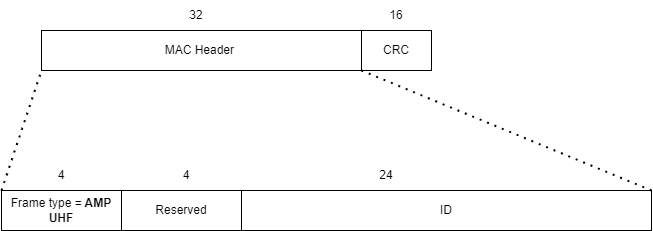 32 16
MAC Header CRC
4 4 24
Frame type = AMP
UHF
Reserved
ID